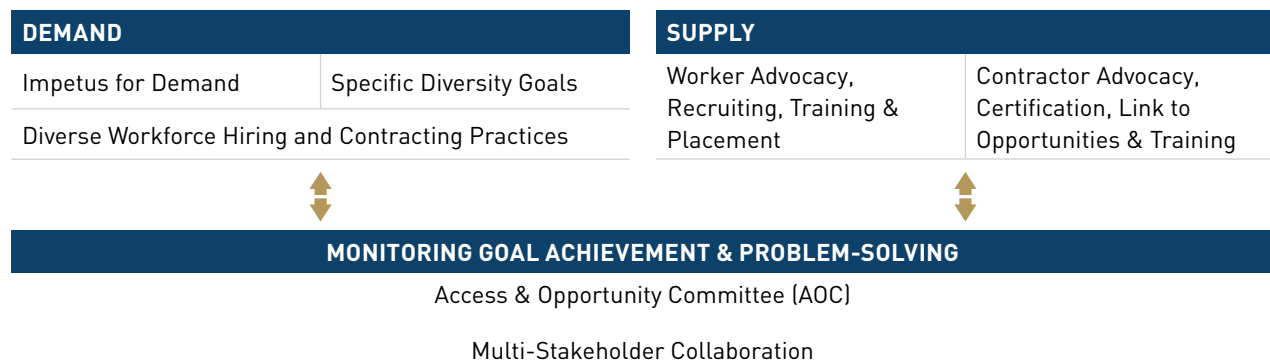 DEMAND
Impetus for Demand
Specific Diversity Goals
Diverse Workforce Hiring and Contracting Practices
SUPPLY
Worker Advocacy,
Recruiting, Training &
Placement
Contractor Advocacy,
Certification, Link to
Opportunities & Training
MONITORING GOAL ACHIEVEMENT & PROBLEM-SOLVING
Access & Opportunity Committee (AOC)
Multi-Stakeholder Collaboration